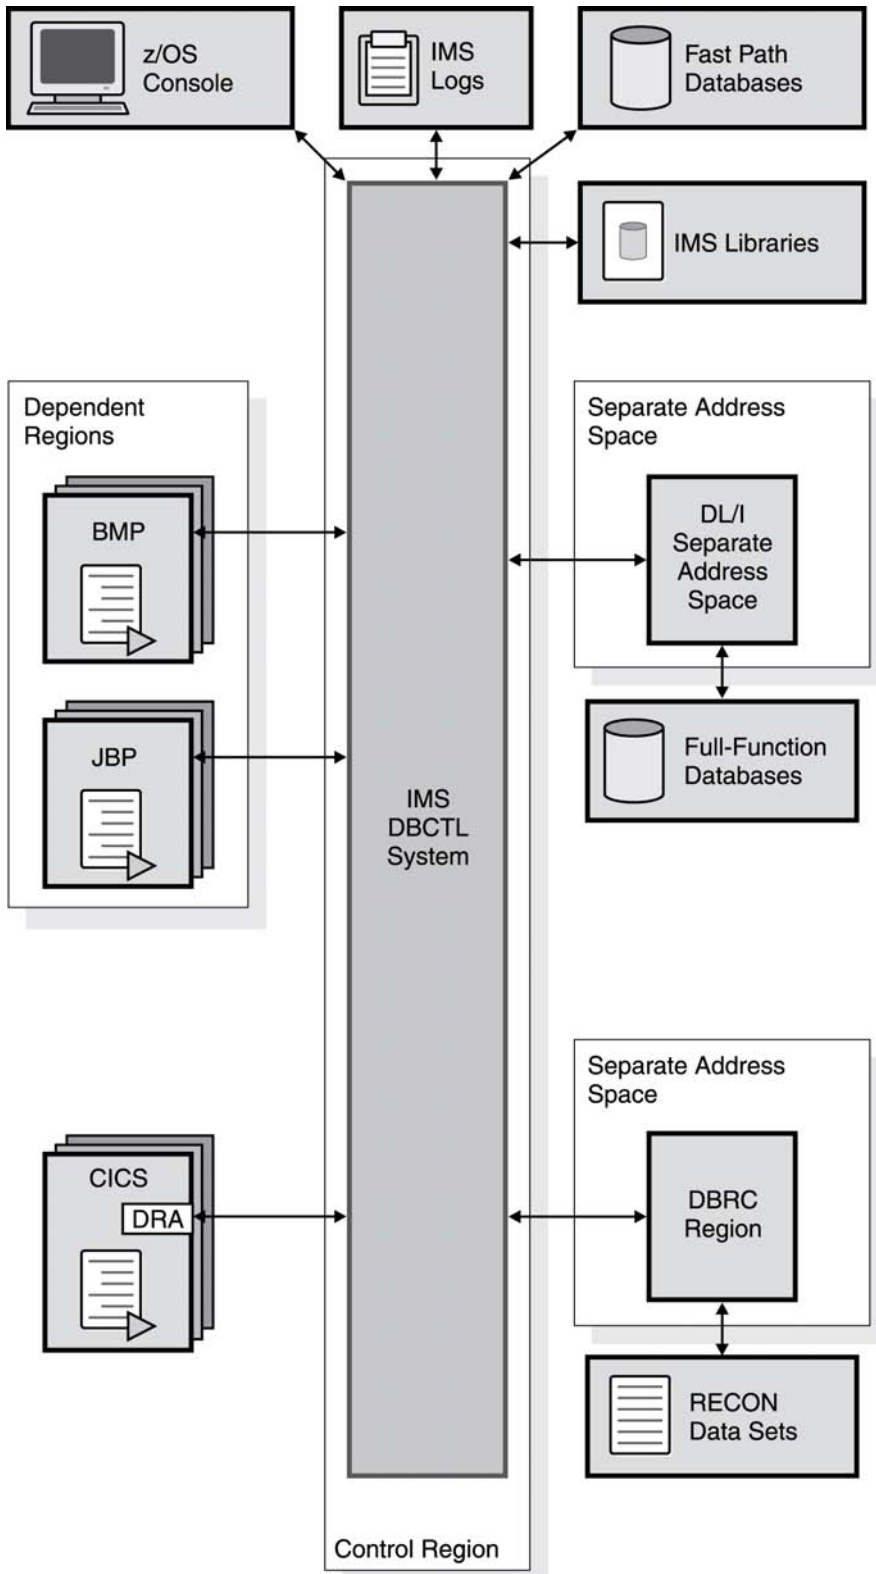 z/OS
Console
IMS
Logs
Fast Path
Databases
IMS Libraries
Dependent
Regions
BMP
JBP
Separate Address
Space
DL/I
Separate
Address
Space
Full-Function
Databases
IMS
DBCTL
System
CICS
DRA
Separate Address
Space
DBRC
Region
RECON
Data Sets
Control Region